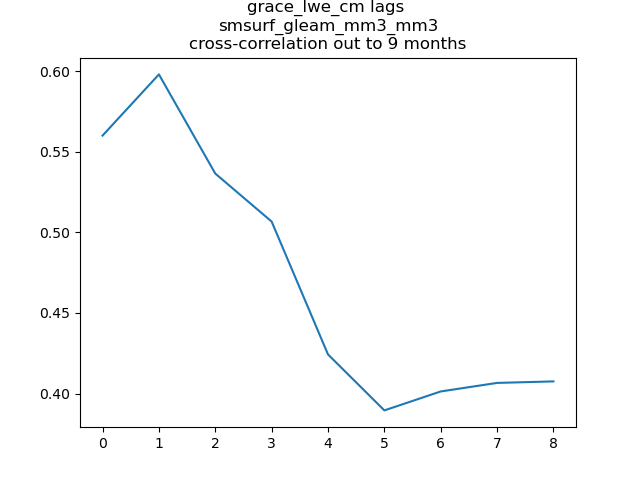 grace_lwe_cm lags
smsurf_gleam_mm3_mm3
cross-correlation out to 9 months
0.60
0.55
0.50
0.45
0.40
0 1 2 3 4 5 6 7 8